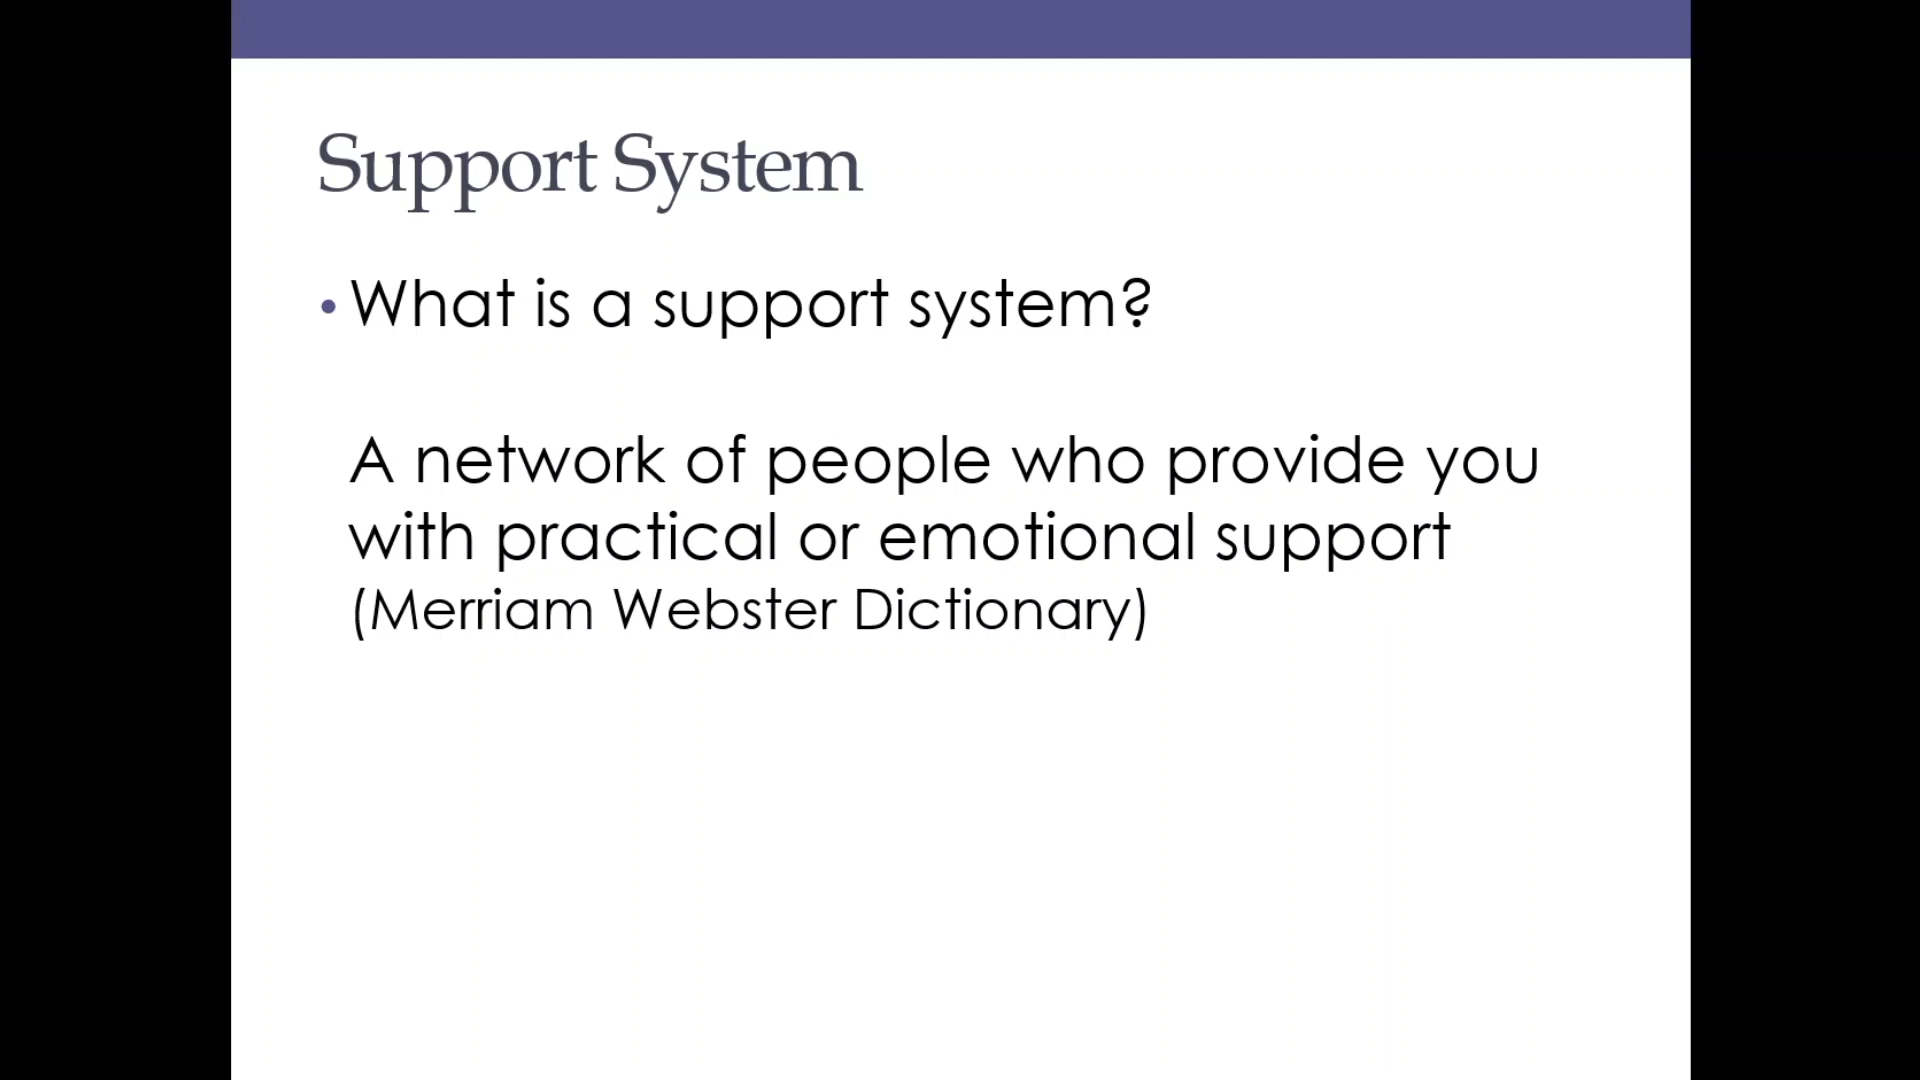 Support System
• What is a support system?
A network of people who provide you
with practical or emotional support
(Merriam Webster Dictionary)